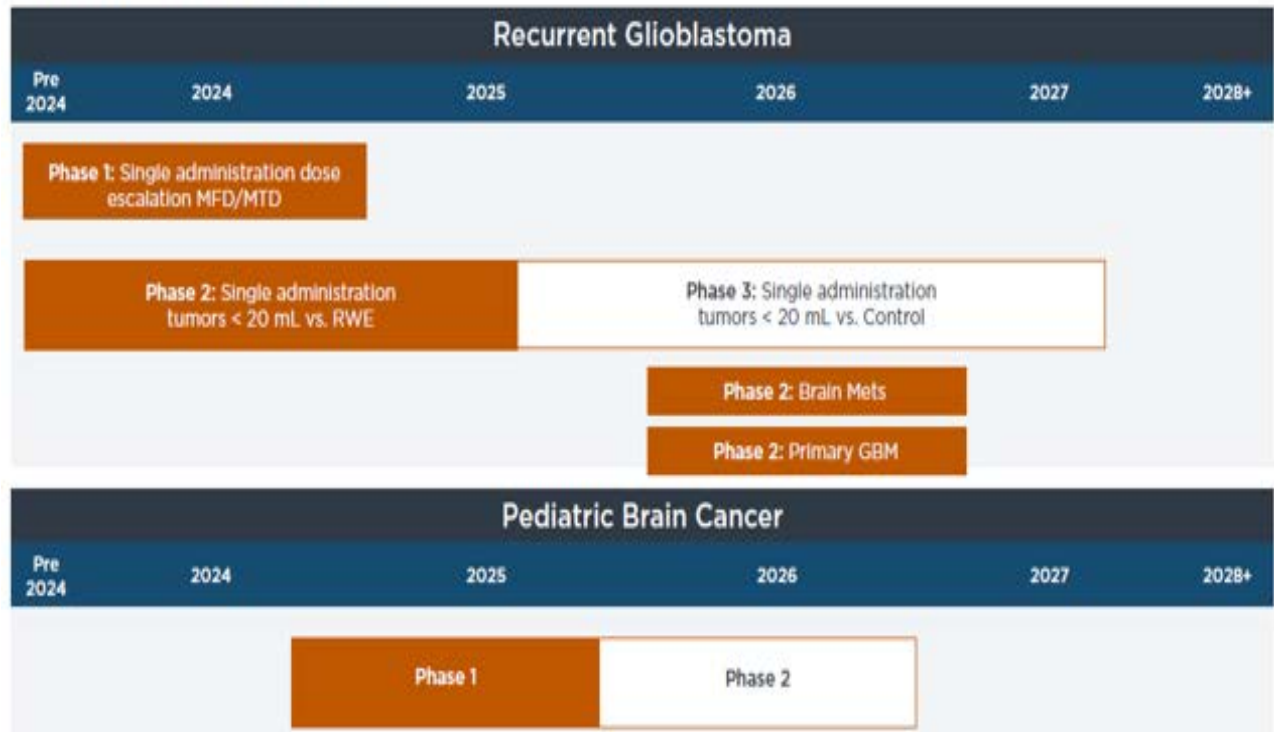 Recurrent Glioblastoma
Pre
2024
2024
2025
2026
2027
2028+
Phase 1: Single administration dose
escalation MFD/MTD
Phase 2: Single administration
tumors < 20 mL vs. RWE
Phase 3: Single administration
tumors < 20 mL vs. Control
Phase 2: Brain Mets
Phase 2: Primary GBM
Pediatric Brain Cancer
Pre
2024
2024
2025
2026
2027
2028+
Phase 1
Phase 2